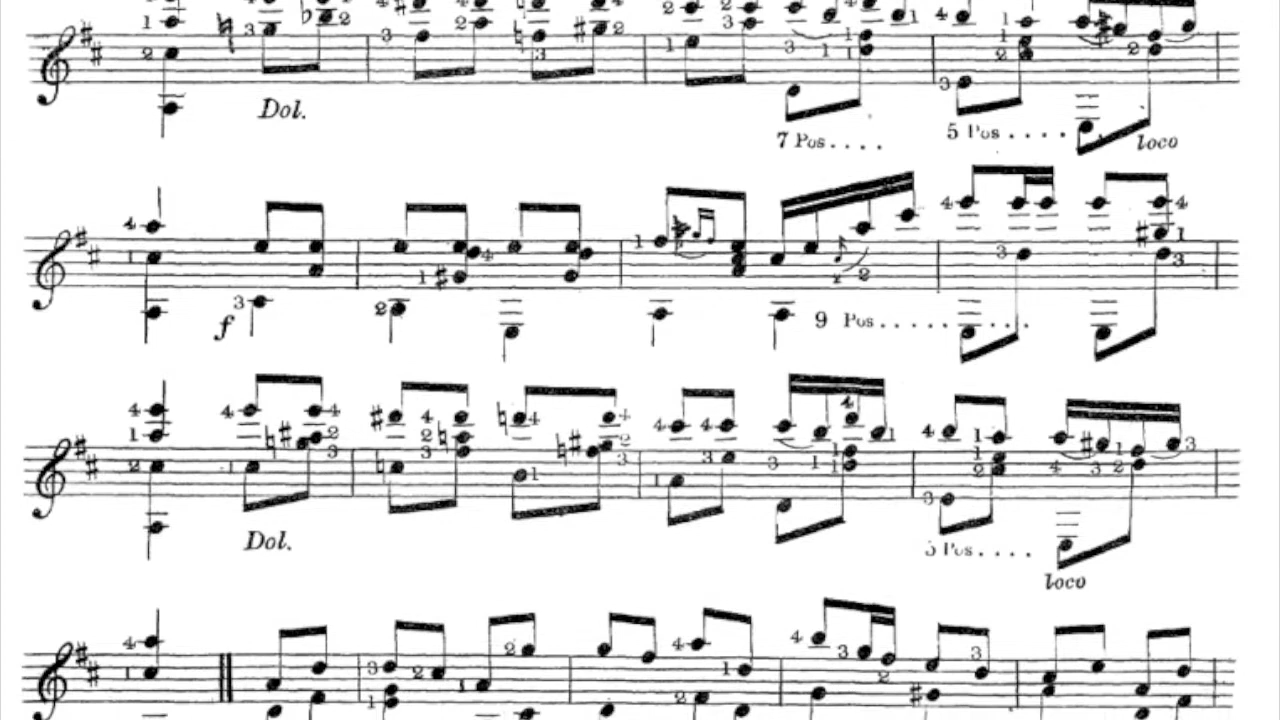 Dol.
7 Pos....
5 Pos....
loco
f
9 Pos...........
Dol.
5 Pos....
loco